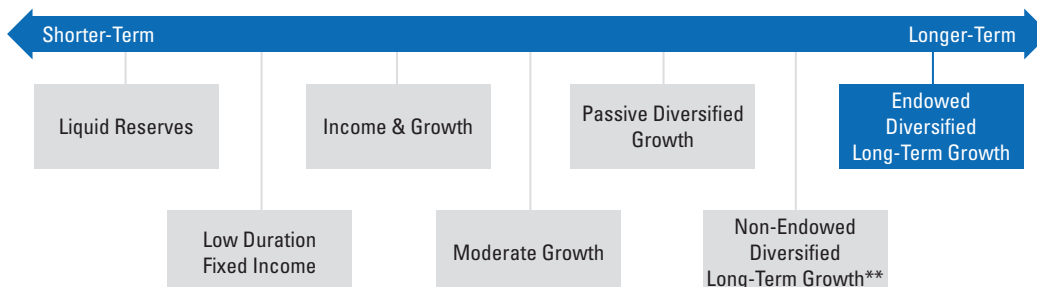 Shorter-Term
Longer-Term
Liquid Reserves
Income & Growth
Passive Diversified
Growth
Endowed
Diversified
Long-Term Growth
Low Duration
Fixed Income
Moderate Growth
Non-Endowed
Diversified
Long-Term Growth**